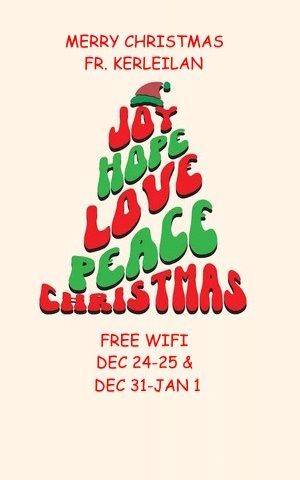 MERRY CHRISTMAS
FR. KERLEILAN
JOY
HOPE
LOVE
PEACE
CHRISTMAS
FREE WIFI
DEC 24-25 &
DEC 31-JAN 1